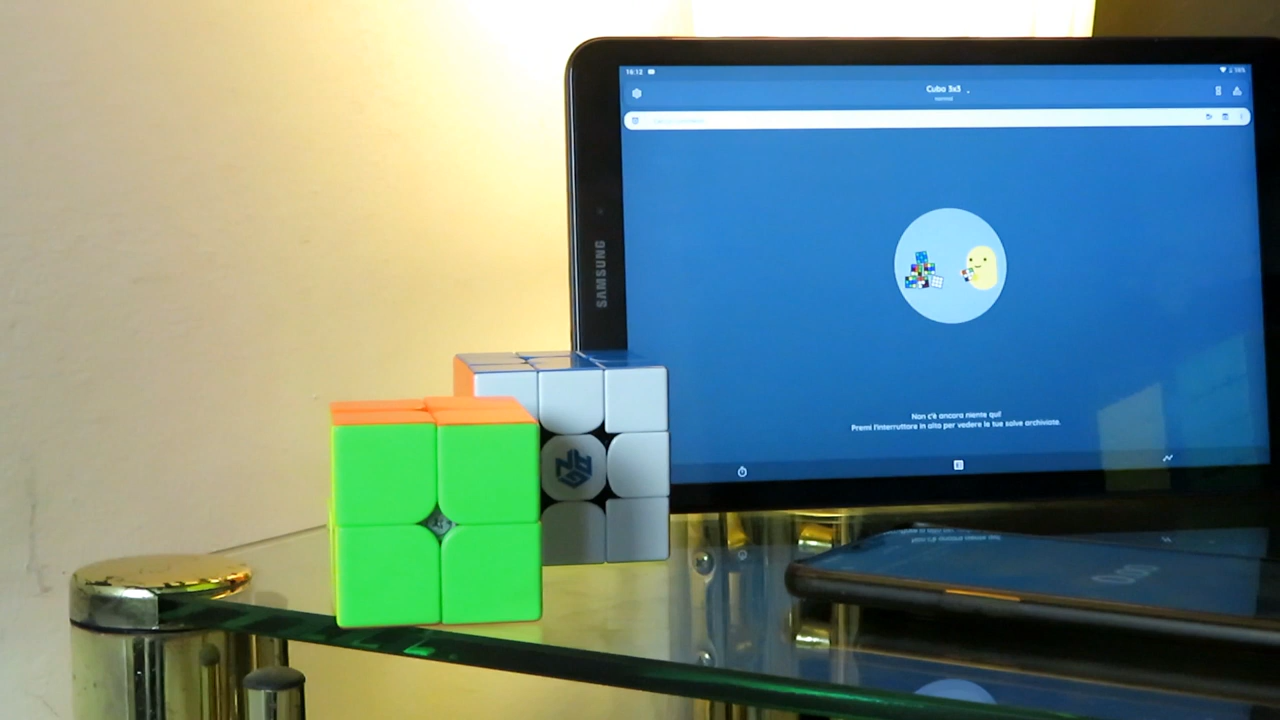 16:12
Cubo 3x3
normal
SAMSUNG
Non c'è ancora niente qui!
Premi l'interruttore in alto per vedere le tue solve archiviate.